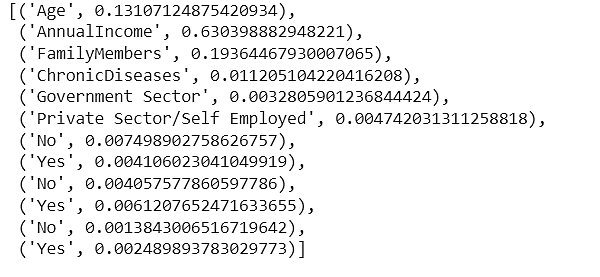 [('Age', 0.13107124875420934),
('AnnualIncome', 0.630398882948221),
('FamilyMembers', 0.19364467930007065),
('ChronicDiseases', 0.011205104220416208),
('Government Sector', 0.0032805901236844424),
('Private Sector/Self Employed', 0.004742031311258818),
('No', 0.007498902758626757),
('Yes', 0.004106023041049919),
('No', 0.004057577860597786),
('Yes', 0.0061207652471633655),
('No', 0.0013843006516719642),
('Yes', 0.002489893783029773)]